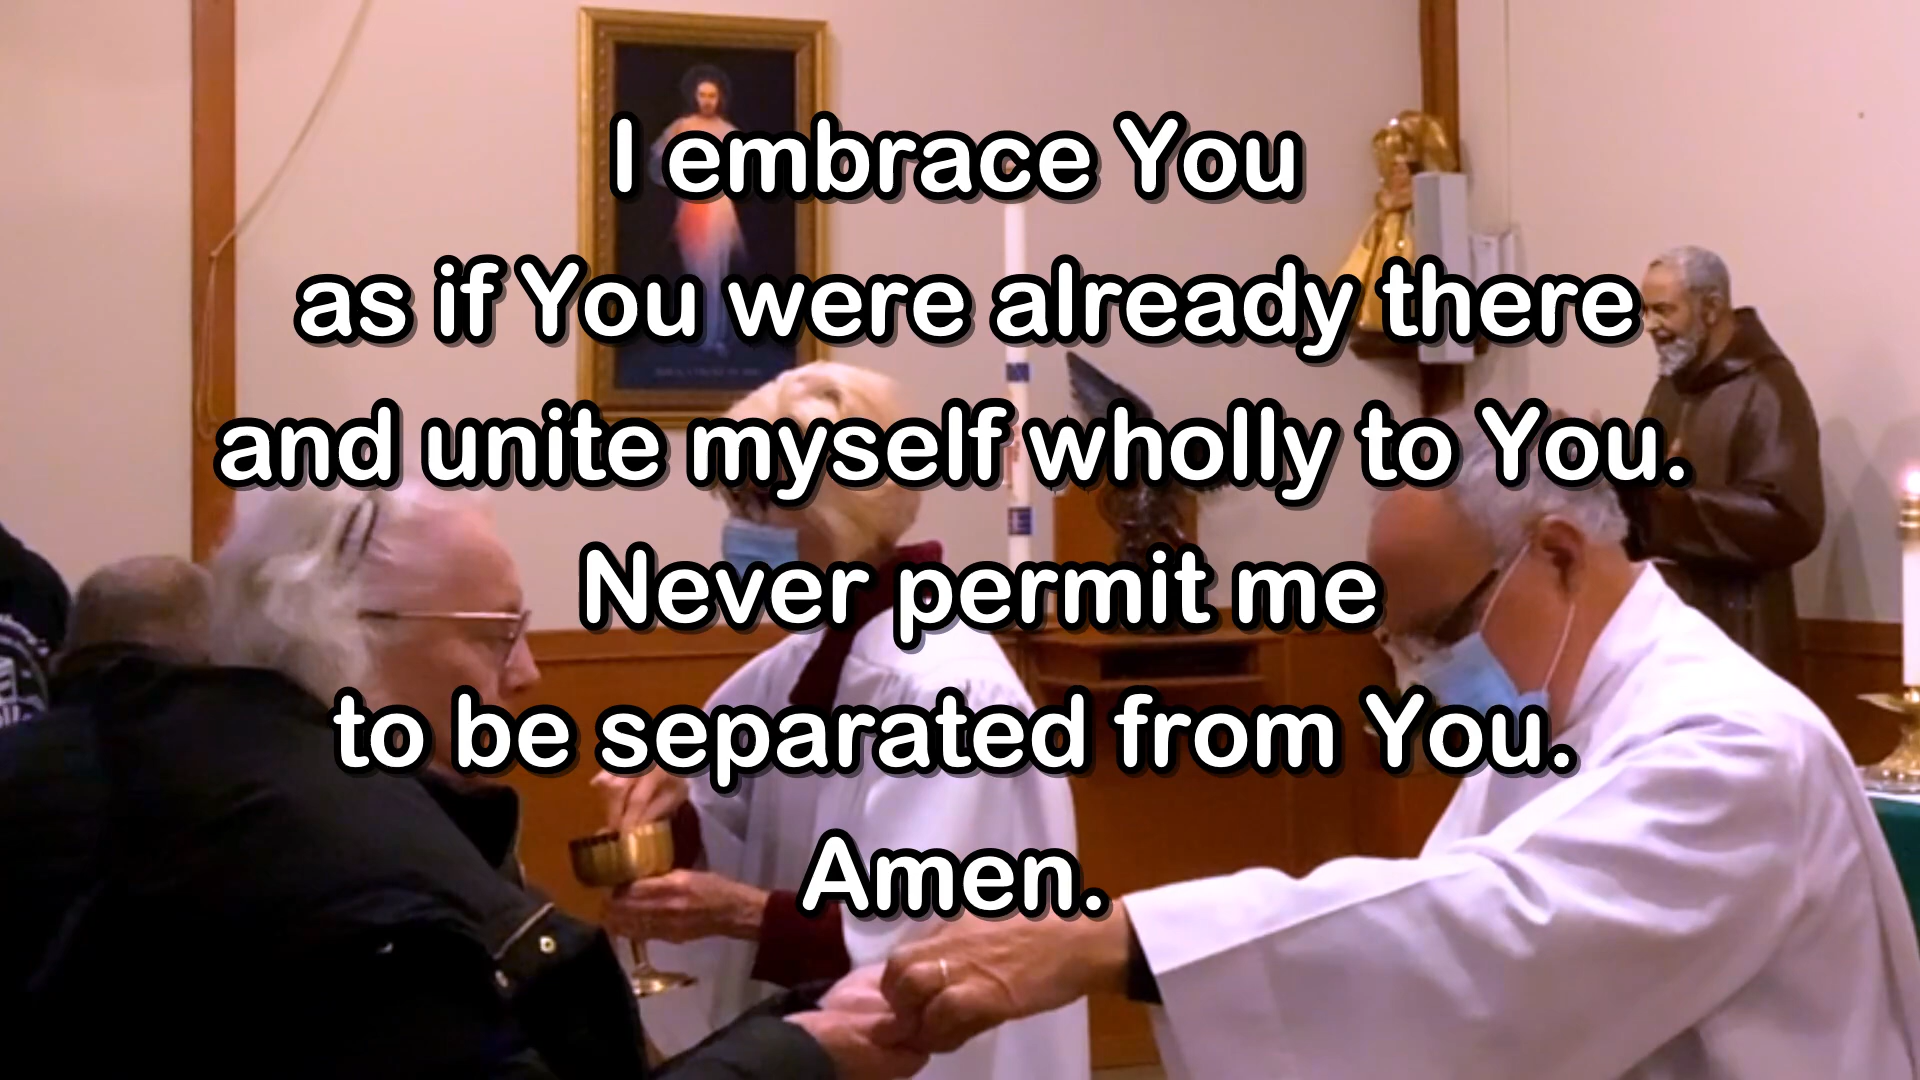 I embrace You
as if You were already there
and unite myself wholly to You.
Never permit me
to be separated from You.
Amen.